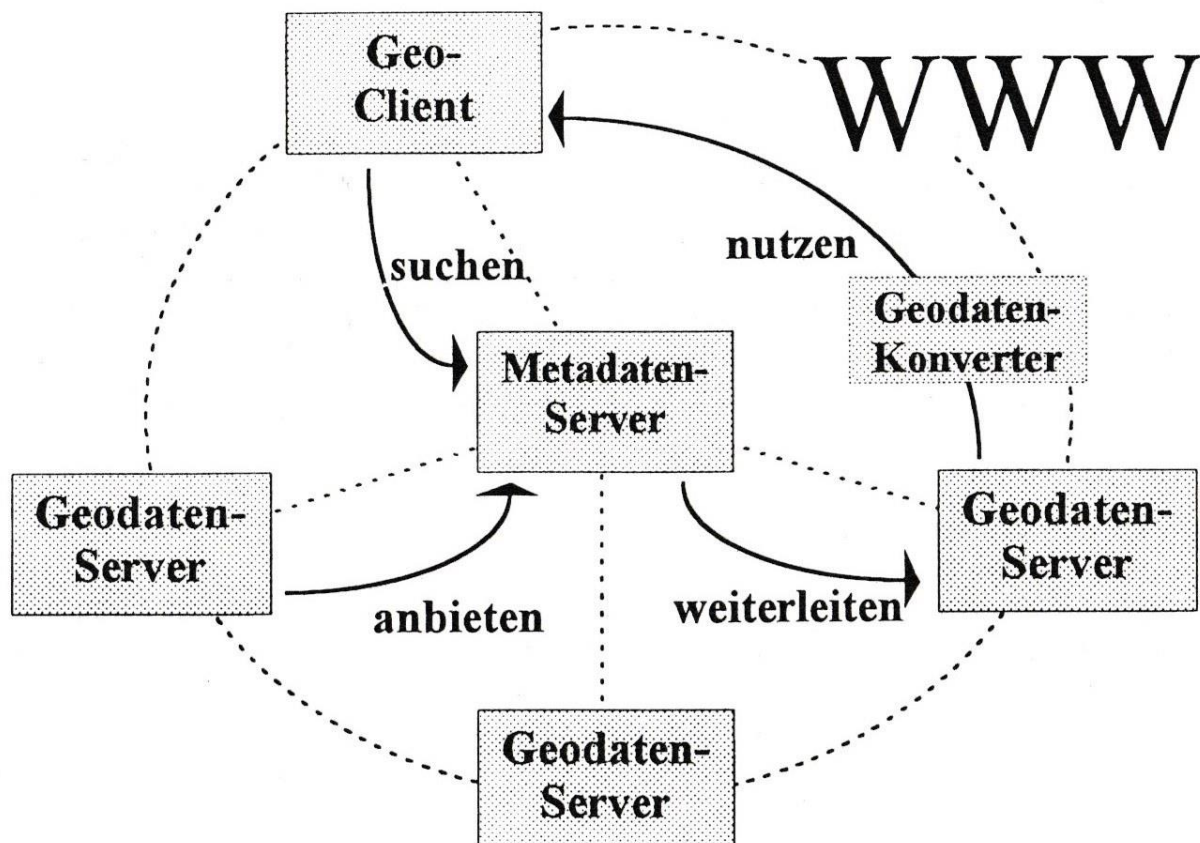 Geo-
Client
WWW
suchen
nutzen
Geodaten-
Konverter
Metadaten-
Server
Geodaten-
Server
Geodaten-
Server
anbieten
weiterleiten
Geodaten-
Server